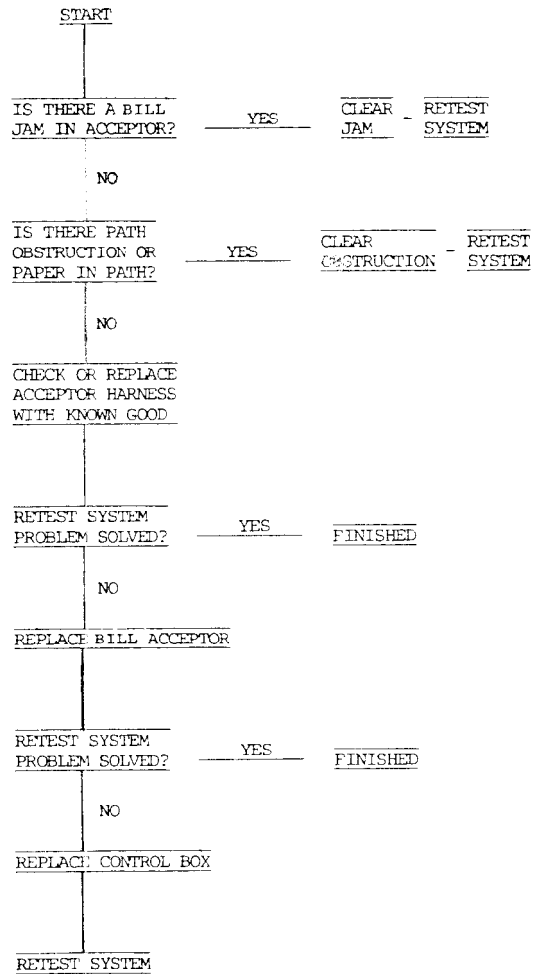 START
IS THERE A BILL
JAM IN ACCEPTOR?
YES
CLEAR
JAM
-
RETEST
SYSTEM
NO
IS THERE PATH
OBSTRUCTION OR
PAPER IN PATH?
YES
CLEAR
OBSTRUCTION
-
RETEST
SYSTEM
NO
CHECK OR REPLACE
ACCEPTOR HARNESS
WITH KNOWN GOOD
RETEST SYSTEM
PROBLEM SOLVED?
YES
FINISHED
NO
REPLACE BILL ACCEPTOR
RETEST SYSTEM
PROBLEM SOLVED?
YES
FINISHED
NO
REPLACE CONTROL BOX
RETEST SYSTEM